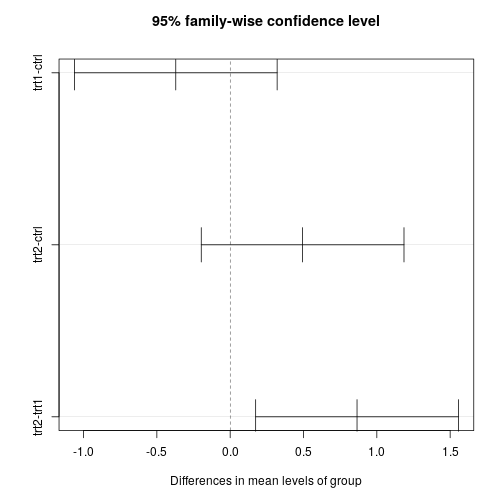 95% family-wise confidence level
trt1-ctrl
trt2-ctrl
trt2-trt1
-1.0 -0.5 0.0 0.5 1.0 1.5
Differences in mean levels of group